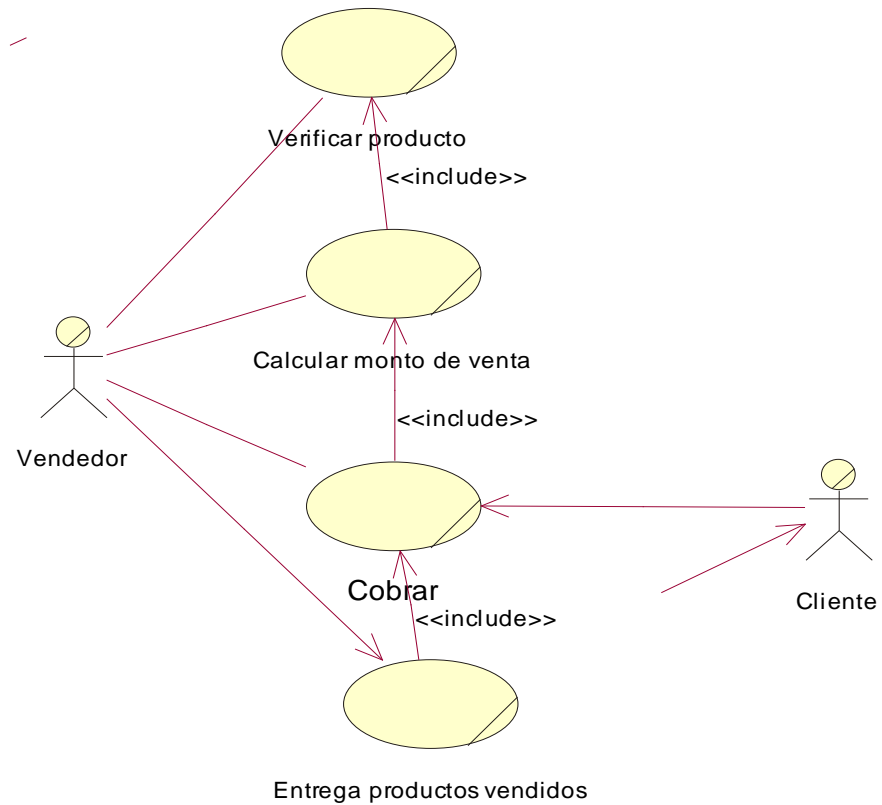 Verificar producto
<<include>>
Calcular monto de venta
<<include>>
Vendedor
Cobrar
<<include>>
Cliente
Entrega productos vendidos